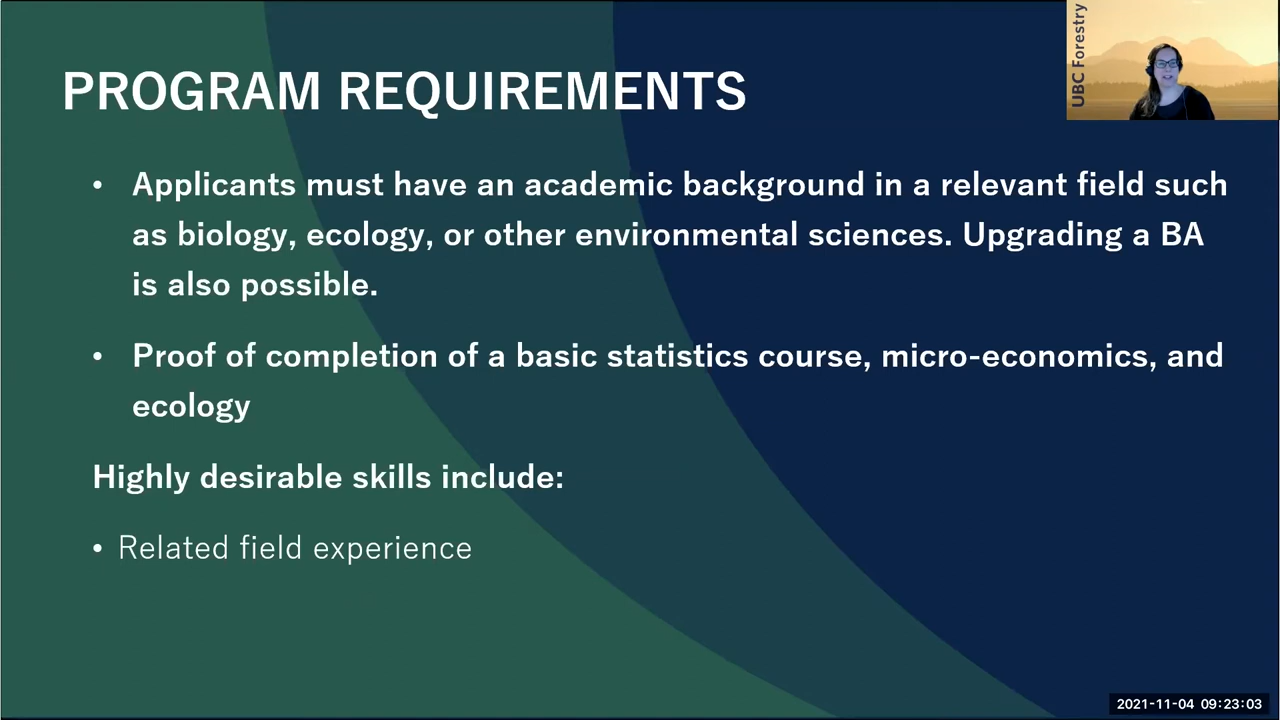 PROGRAM REQUIREMENTS
UBC Forestry
• Applicants must have an academic background in a relevant field such
as biology, ecology, or other environmental sciences. Upgrading a BA
is also possible.
• Proof of completion of a basic statistics course, micro-economics, and
ecology
Highly desirable skills include:
• Related field experience
2021-11-04 09:23:03